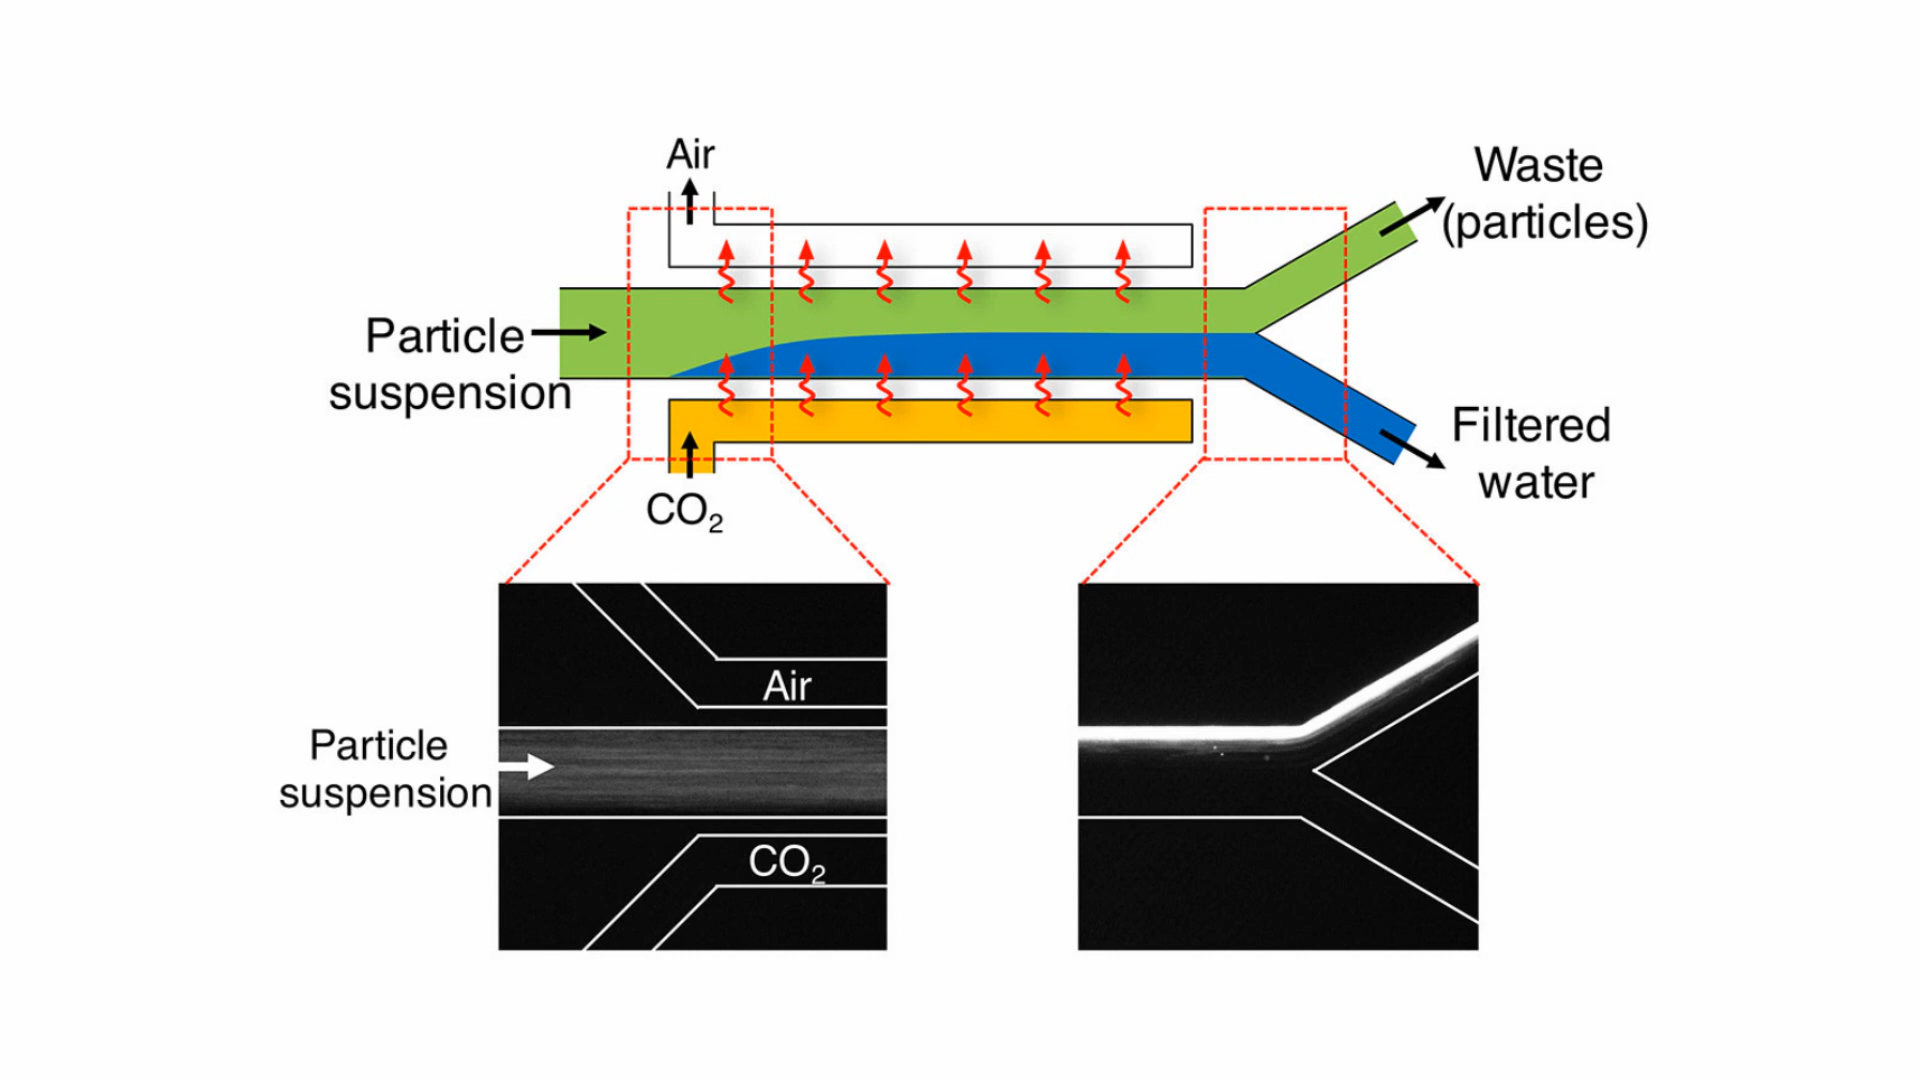 Air
Waste
(particles)
Particle
suspension
Filtered
water
CO₂
Air
Particle
suspension
CO₂